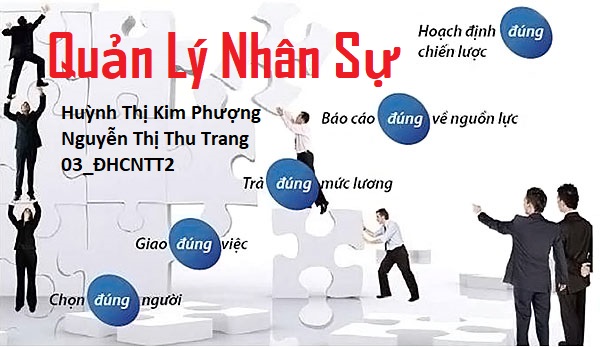 Quản Lý Nhân Sự
Huỳnh Thị Kim Phượng
Nguyễn Thị Thu Trang
03_ĐHCNTT2
Hoạch định đúng
chiến lược
Báo cáo đúng về nguồn lực
Trả đúng mức lương
Giao đúng việc
Chọn đúng người